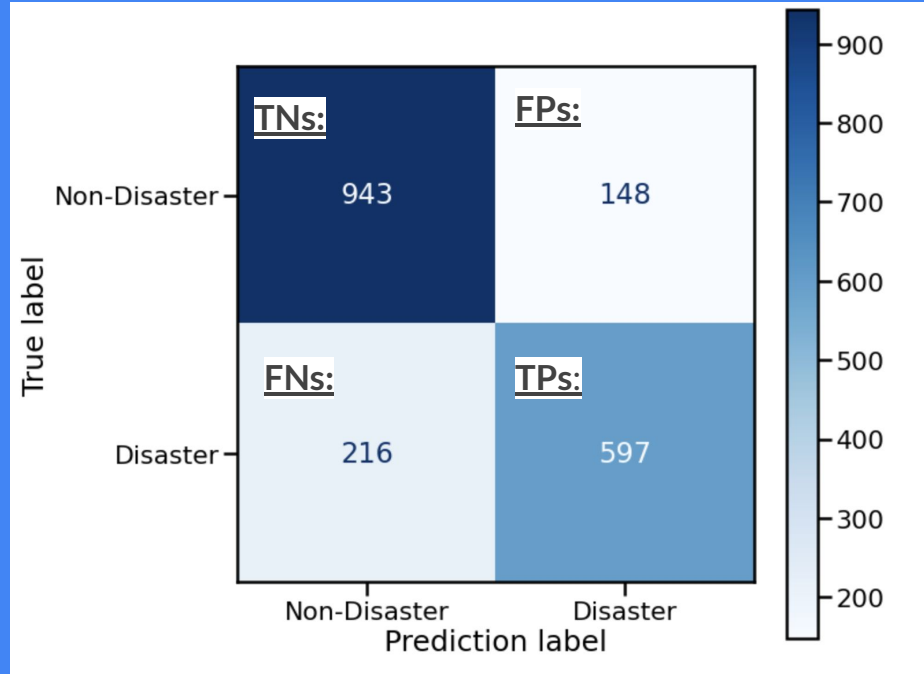 TNs:
FPs:
943
148
Non-Disaster
FNs:
TPs:
216
597
Disaster
True label
Non-Disaster
Disaster
Prediction label
900
800
700
600
500
400
300
200